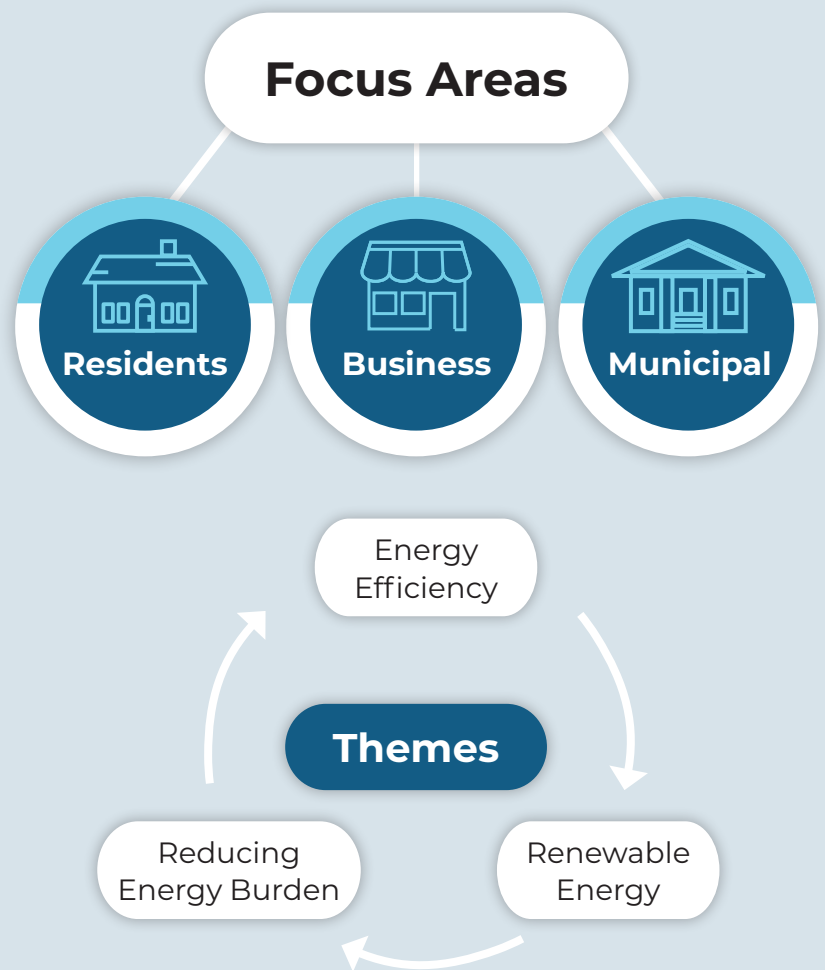 Focus Areas
Residents
Business
Municipal
Energy
Efficiency
Themes
Reducing
Energy Burden
Renewable
Energy